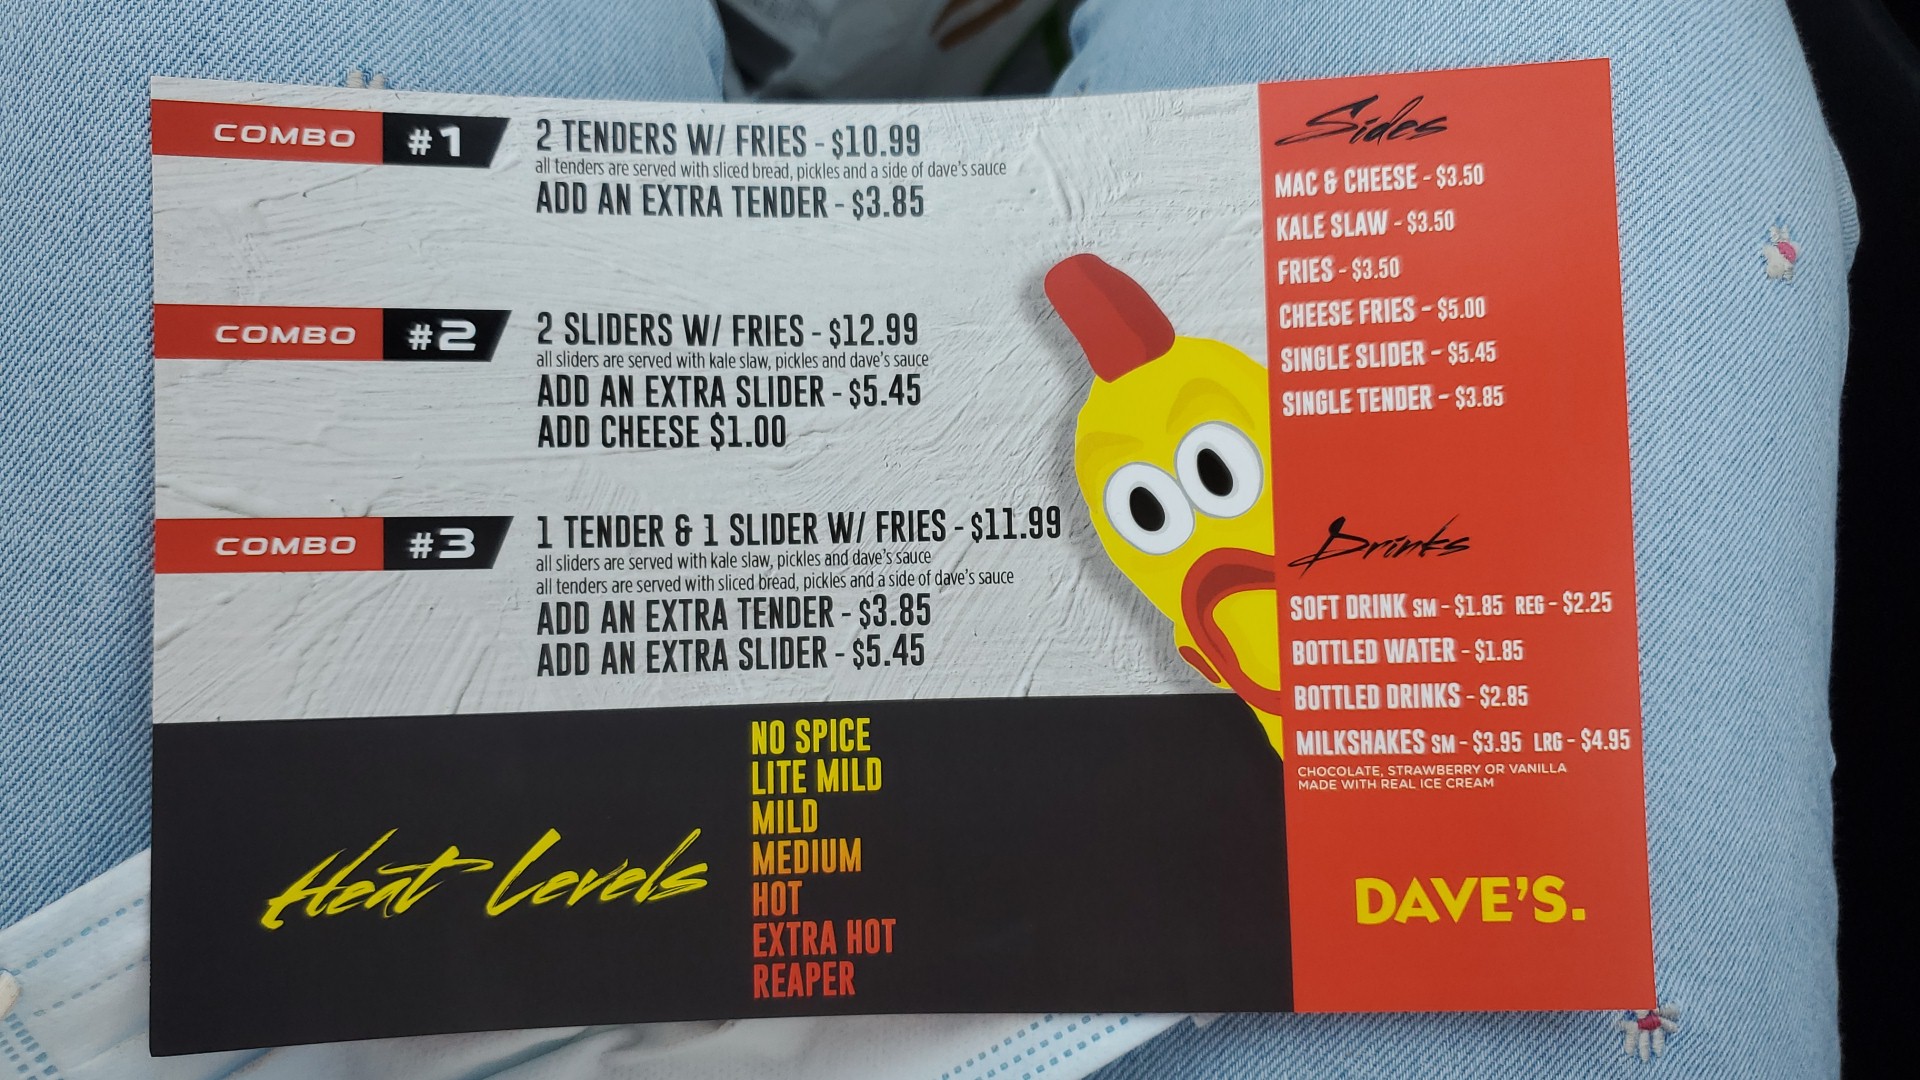 COMBO #1
2 TENDERS W/ FRIES - $10.99
all tenders are served with sliced bread, pickles and a side of dave's sauce
ADD AN EXTRA TENDER - $3.85
COMBO #2
2 SLIDERS W/ FRIES - $12.99
all sliders are served with kale slaw, pickles and dave's sauce
ADD AN EXTRA SLIDER - $5.45
ADD CHEESE $1.00
COMBO #3
1 TENDER & 1 SLIDER W/ FRIES - $11.99
all sliders are served with kale slaw, pickles and dave's sauce
all tenders are served with sliced bread, pickles and a side of dave's sauce
ADD AN EXTRA TENDER - $3.85
ADD AN EXTRA SLIDER - $5.45
Heat Levels
NO SPICE
LITE MILD
MILD
MEDIUM
HOT
EXTRA HOT
REAPER
Sides
MAC & CHEESE - $3.50
KALE SLAW - $3.50
FRIES - $3.50
CHEESE FRIES - $5.00
SINGLE SLIDER - $5.45
SINGLE TENDER - $3.85
Drinks
SOFT DRINK SM - $1.85 REG - $2.25
BOTTLED WATER - $1.85
BOTTLED DRINKS - $2.85
MILKSHAKES SM - $3.95 LRG - $4.95
CHOCOLATE, STRAWBERRY OR VANILLA
MADE WITH REAL ICE CREAM
DAVE'S.